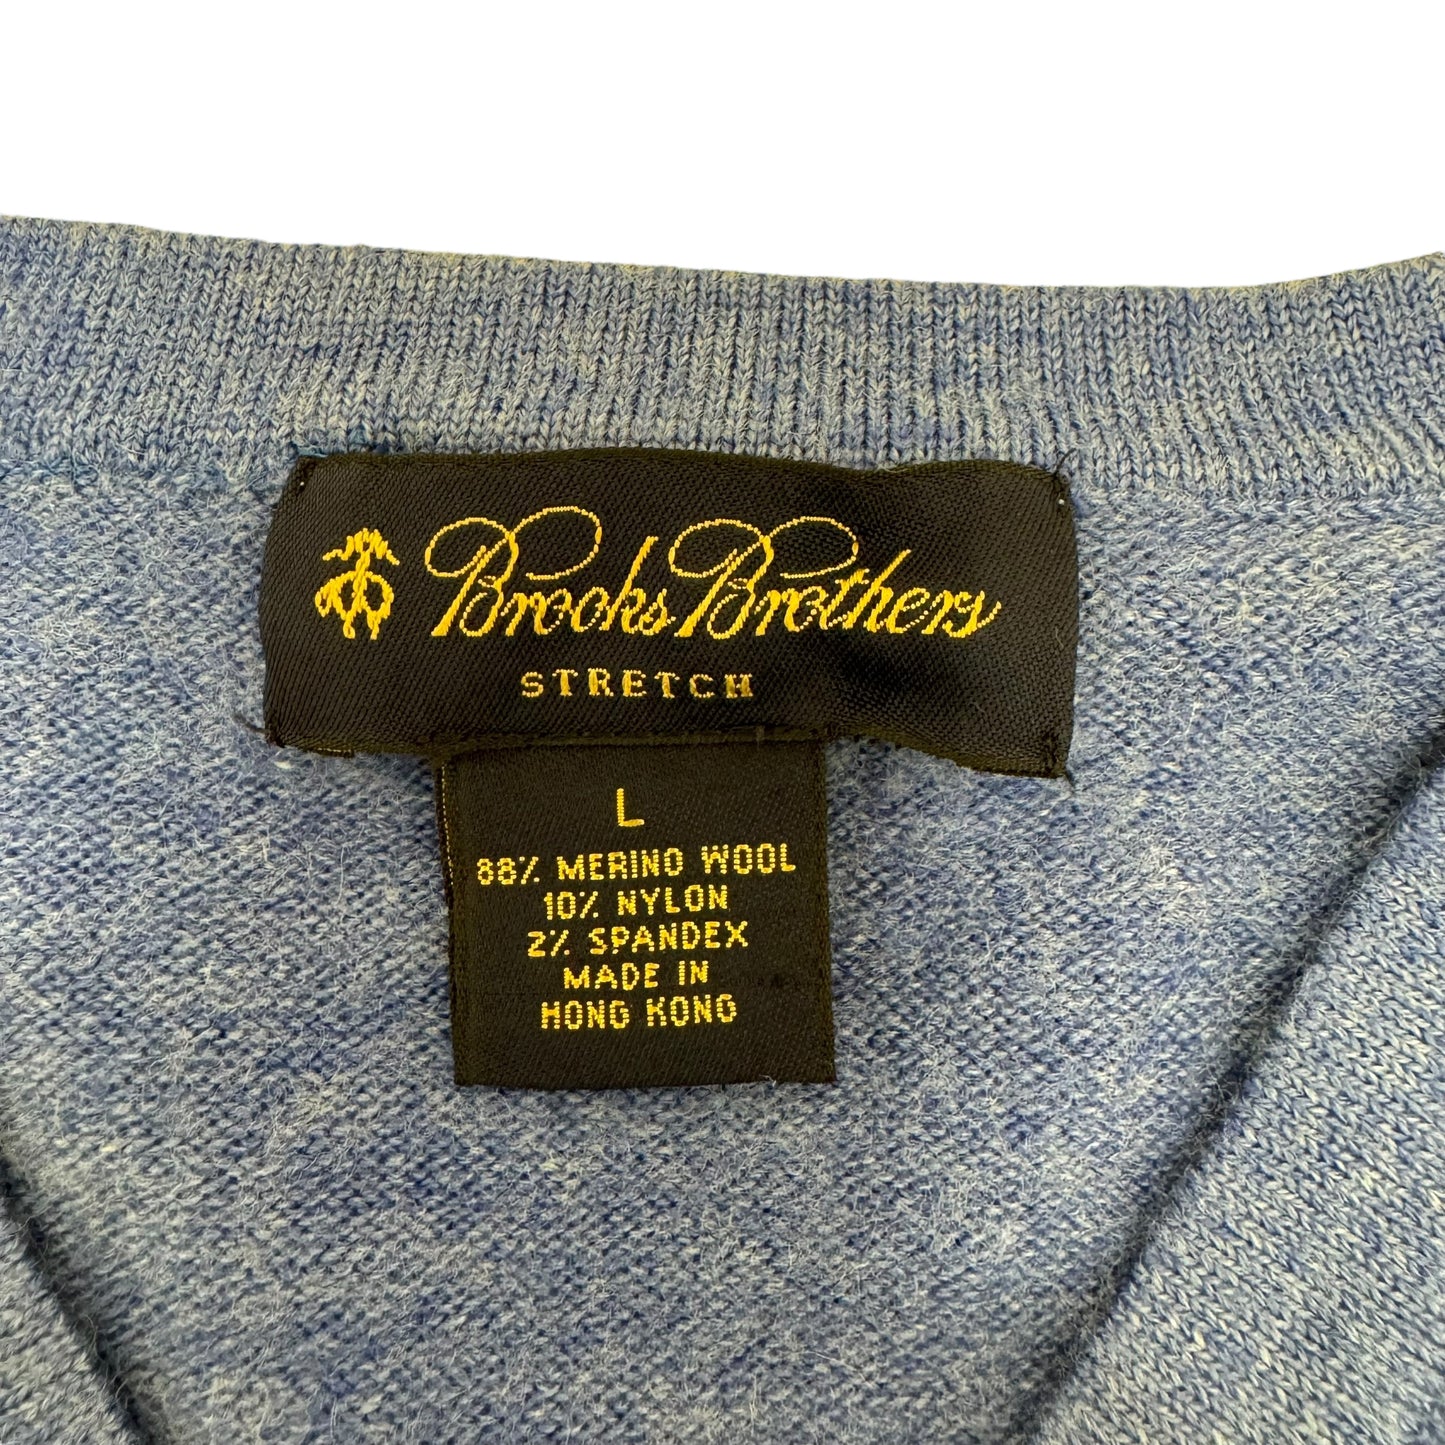 Brooks Brothers
STRETCH
L
88% MERINO WOOL
10% NYLON
2% SPANDEX
MADE IN
HONG KONG